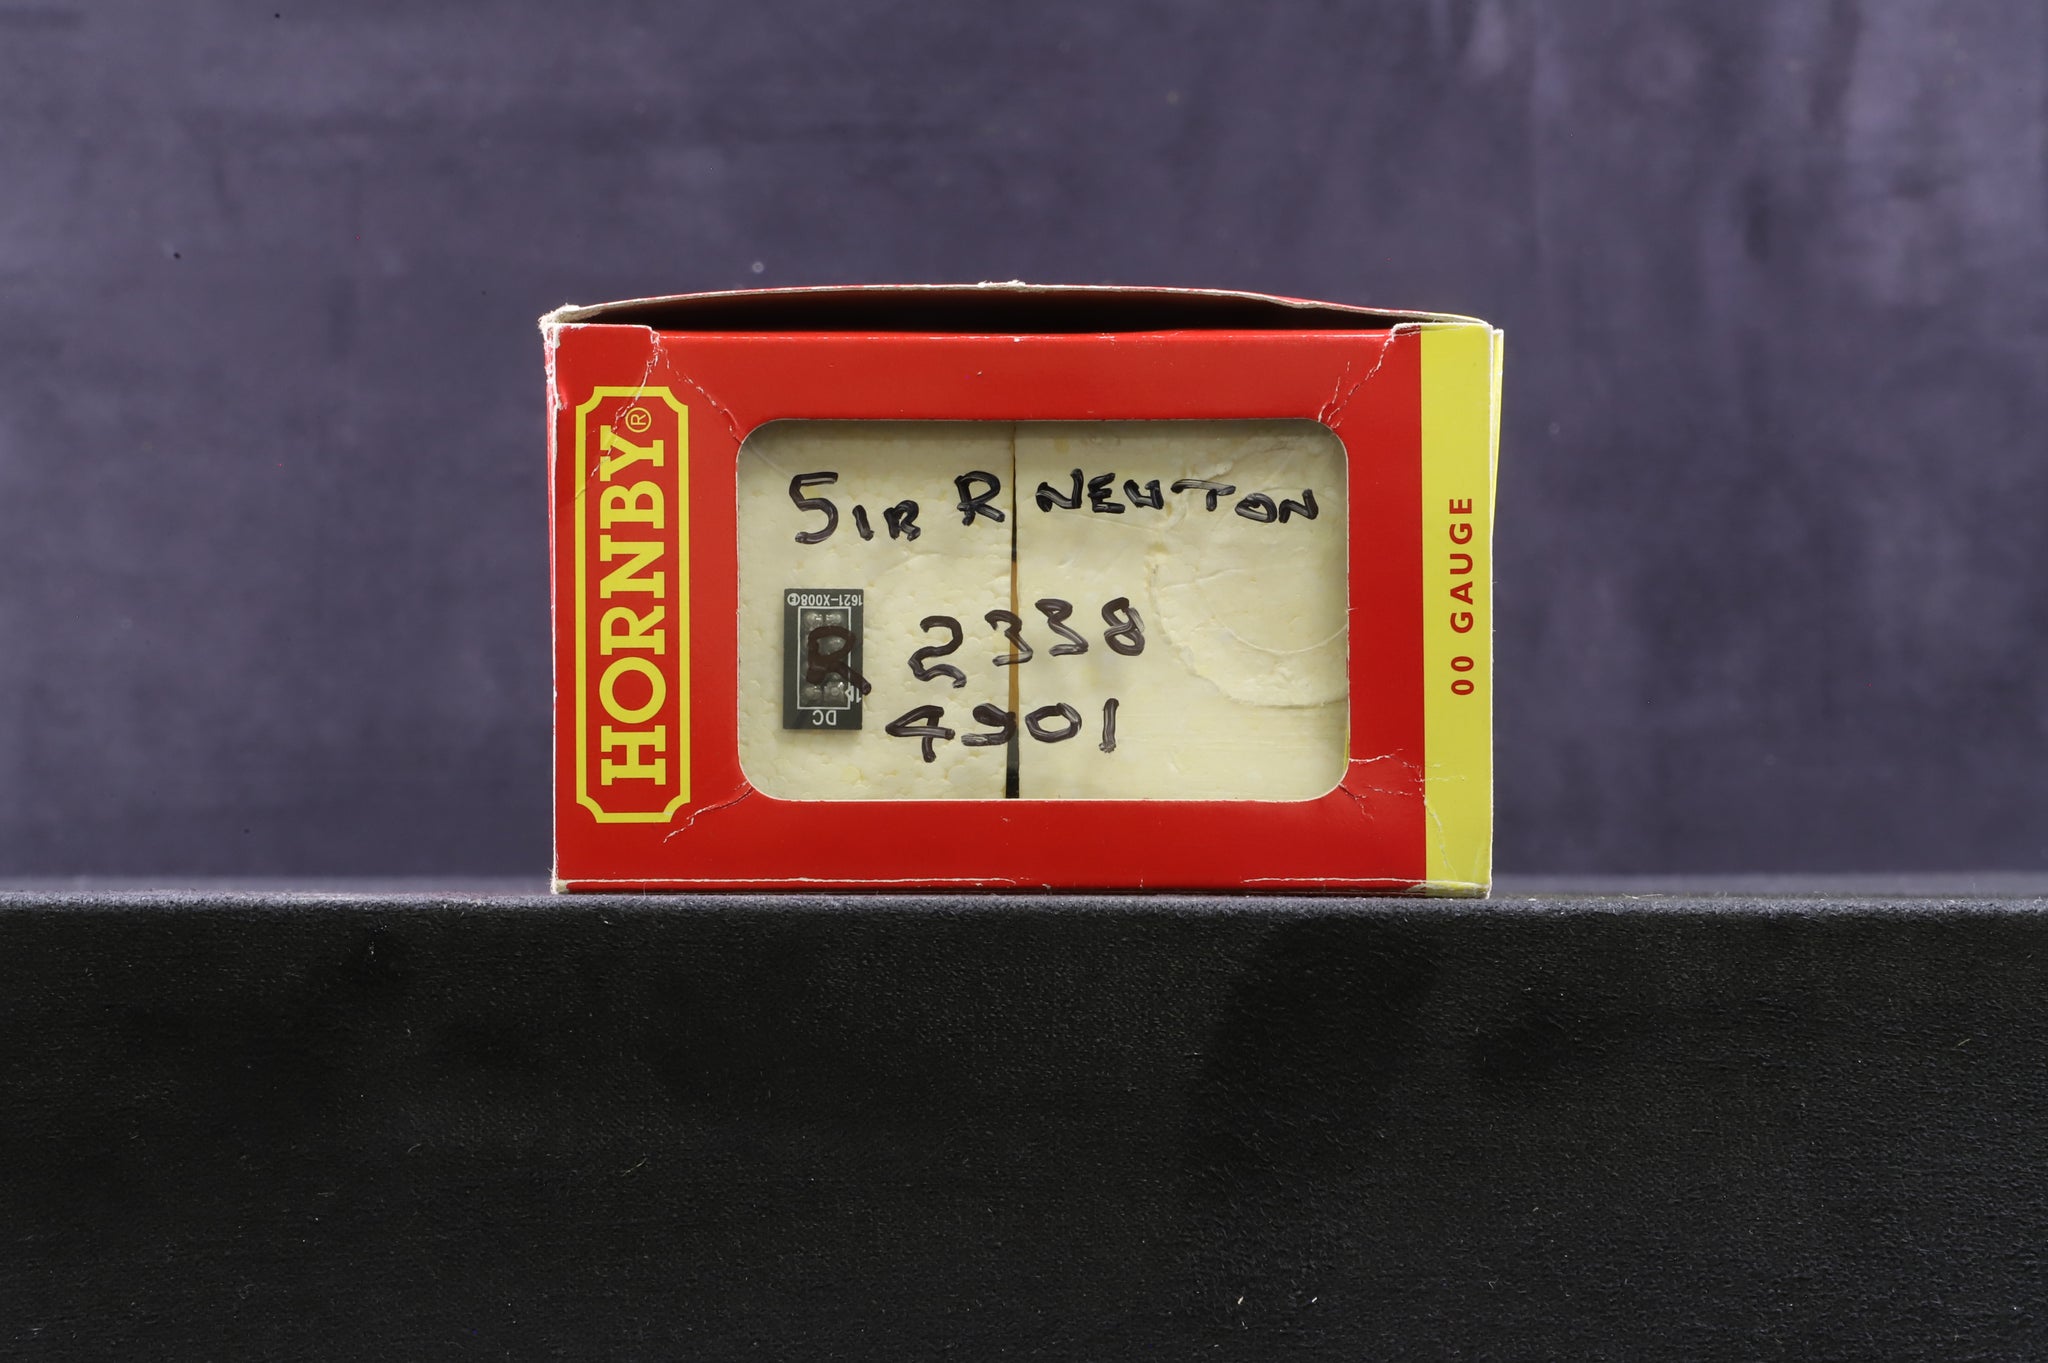 HORNBY®
SIR R NEWTON
1621-X008
R 2338
DC
4901
00 GAUGE